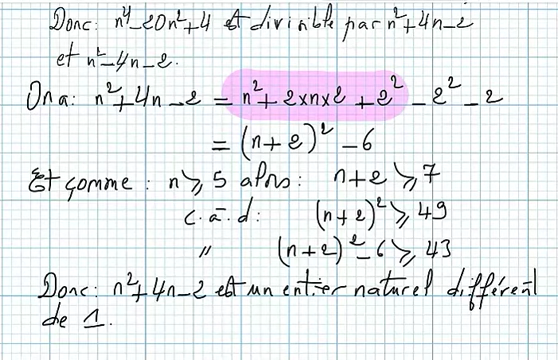 Donc: n⁴-20n²+4 est divisible par n²+4n-2
et n²-4n-2.
On a: n²+4n-2 = n²+2×n×2+2²-2²-2
= (n+2)²-6
Et comme: n⩾5 alors: n+2⩾7
c.à.d: (n+2)²⩾49
" (n+2)²-6⩾43
Donc: n²+4n-2 est un entier naturel différent
de 1.